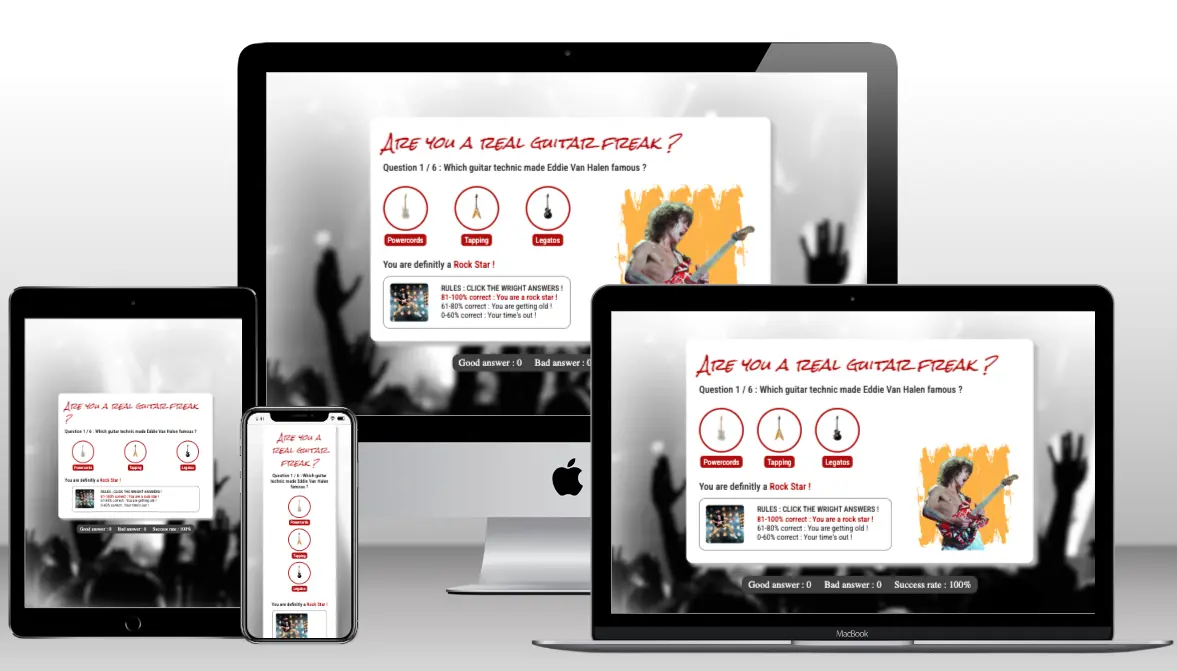 Are you a real guitar freak ?
Question 1 / 6 : Which guitar technic made Eddie Van Halen famous ?
Powercords Tapping Legatos
You are definitly a Rock Star !
RULES : CLICK THE WRIGHT ANSWERS !
81-100% correct : You are a rock star !
61-80% correct : You are getting old !
0-60% correct : Your time's out !
Good answer : 0 Bad answer : 0
Are you a real guitar freak
?
Question 1 / 6 : Which guitar technic made Eddie Van Halen famous ?
Powercords Tapping Legatos
You are definitly a Rock Star !
RULES : CLICK THE WRIGHT ANSWERS !
81-100% correct : You are a rock star !
61-80% correct : You are getting old !
0-60% correct : Your time's out !
Good answer : 0 Bad answer : 0 Success rate : 100%
Are you a
real guitar
freak ?
Question 1 / 6 : Which guitar
technic made Eddie Van Halen
famous ?
Powercords
Tapping
Legatos
You are definitly a Rock Star !
Are you a real guitar freak ?
Question 1 / 6 : Which guitar technic made Eddie Van Halen famous ?
Powercords Tapping Legatos
You are definitly a Rock Star !
RULES : CLICK THE WRIGHT ANSWERS !
81-100% correct : You are a rock star !
61-80% correct : You are getting old !
0-60% correct : Your time's out !
Good answer : 0 Bad answer : 0 Success rate : 100%
MacBook